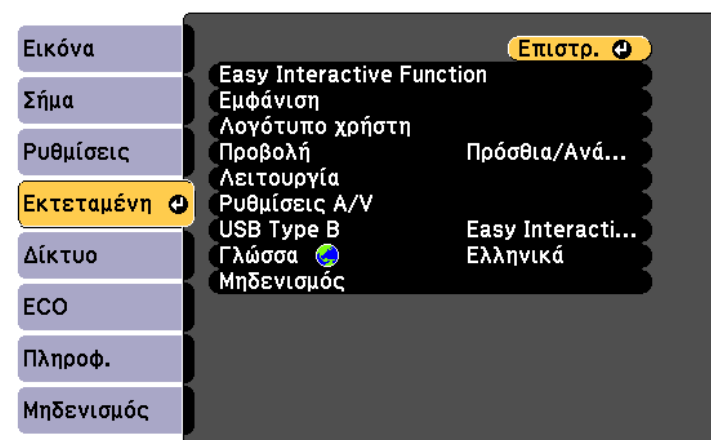 Εικόνα
Σήμα
Ρυθμίσεις
Εκτεταμένη
Δίκτυο
ECO
Πληροφ.
Μηδενισμός
Επιστρ.
Easy Interactive Function
Εμφάνιση
Λογότυπο χρήστη
Προβολή Πρόσθια/Ανά...
Λειτουργία
Ρυθμίσεις A/V
USB Type B Easy Interacti...
Γλώσσα Ελληνικά
Μηδενισμός